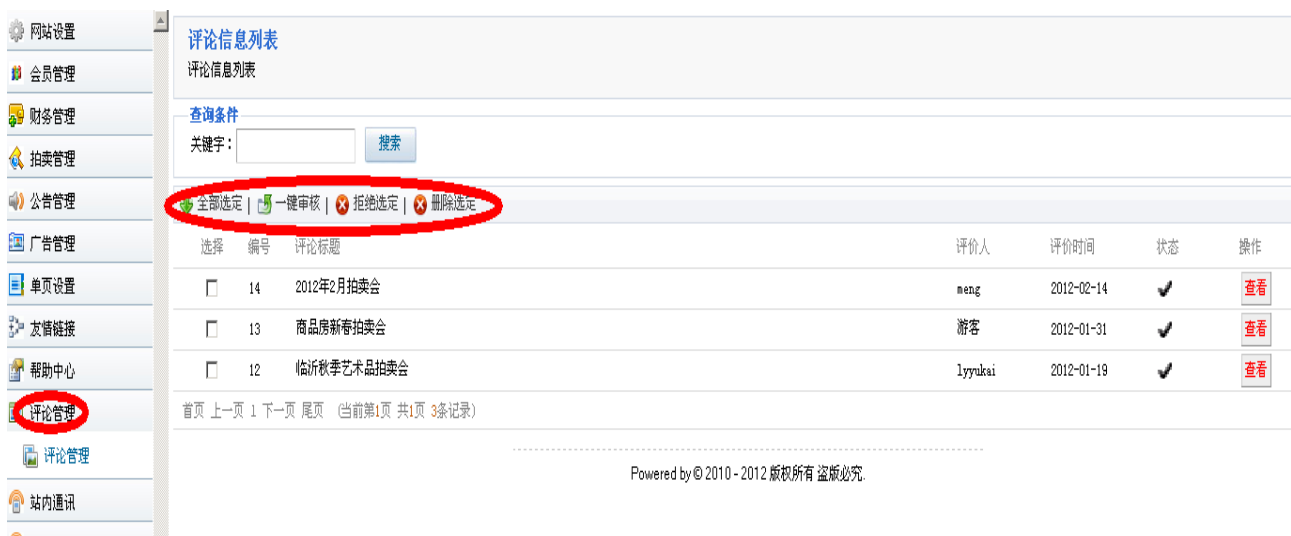 网站设置
会员管理
财务管理
拍卖管理
公告管理
广告管理
单页设置
友情链接
帮助中心
评论管理
评论管理
站内通讯
评论信息列表
评论信息列表
查询条件
关键字： 搜索
全部选定 | 一键审核 | 拒绝选定 | 删除选定
选择 编号 评论标题 评价人 评价时间 状态 操作
14 2012年2月拍卖会 meng 2012-02-14 查看
13 商品房新春拍卖会 游客 2012-01-31 查看
12 临沂秋季艺术品拍卖会 lyyukai 2012-01-19 查看
首页 上一页 1 下一页 尾页 (当前第1页 共1页 3条记录)
Powered by © 2010 - 2012 版权所有 盗版必究.